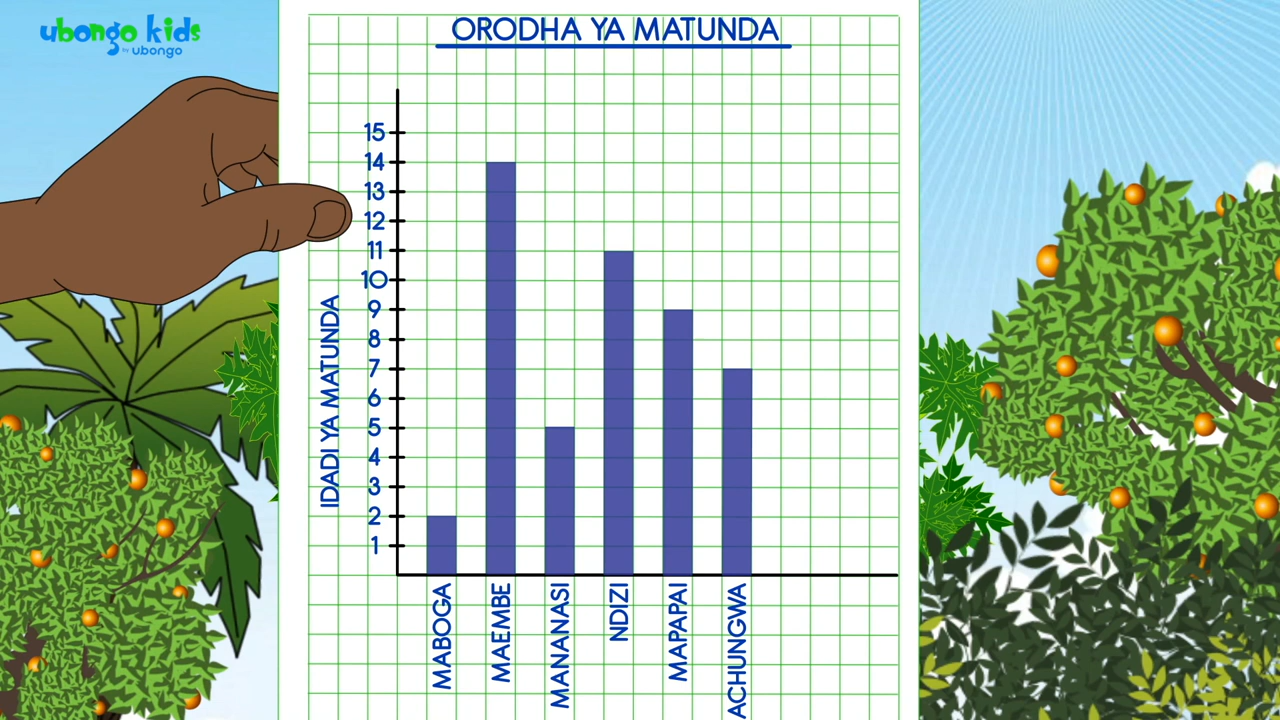 ubongo kids
by ubongo
ORODHA YA MATUNDA
IDADI YA MATUNDA
15
14
13
12
11
10
9
8
7
6
5
4
3
2
1
MABOGA
MAEMBE
MANANASI
NDIZI
MAPAPAI
ACHUNGWA